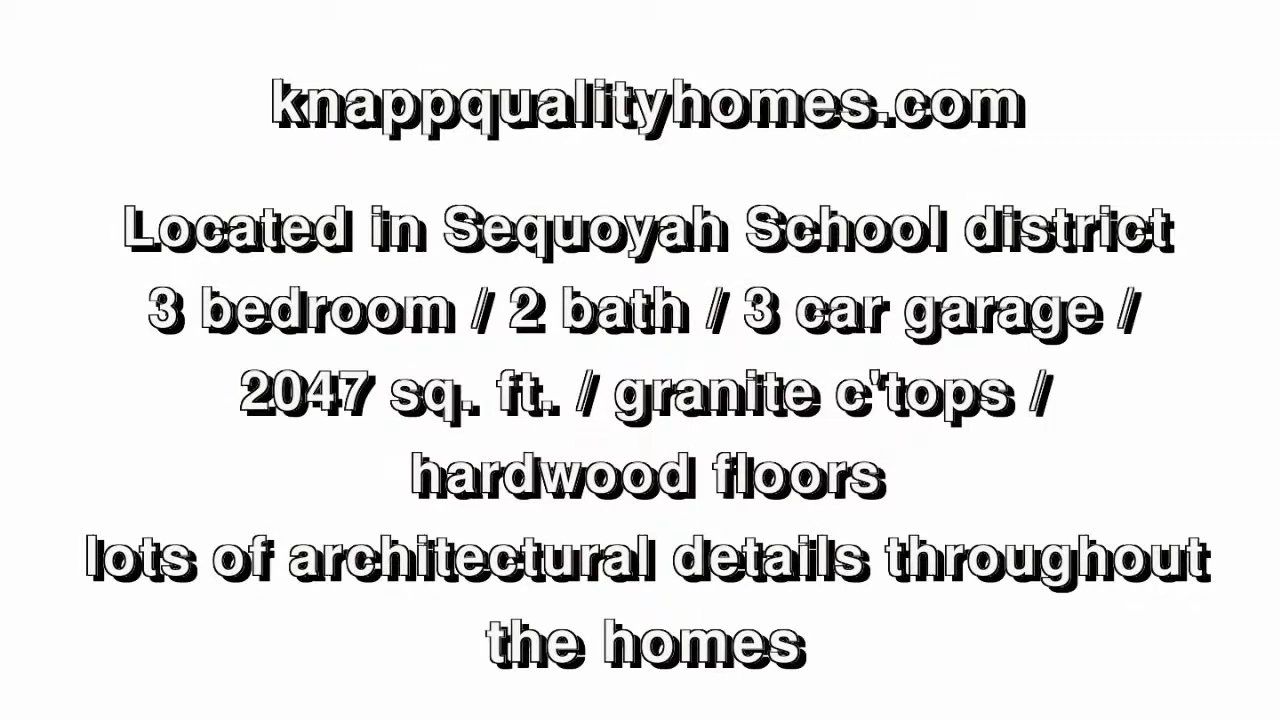 knappqualityhomes.com
Located in Sequoyah School district
3 bedroom / 2 bath / 3 car garage /
2047 sq. ft. / granite c'tops /
hardwood floors
lots of architectural details throughout
the homes